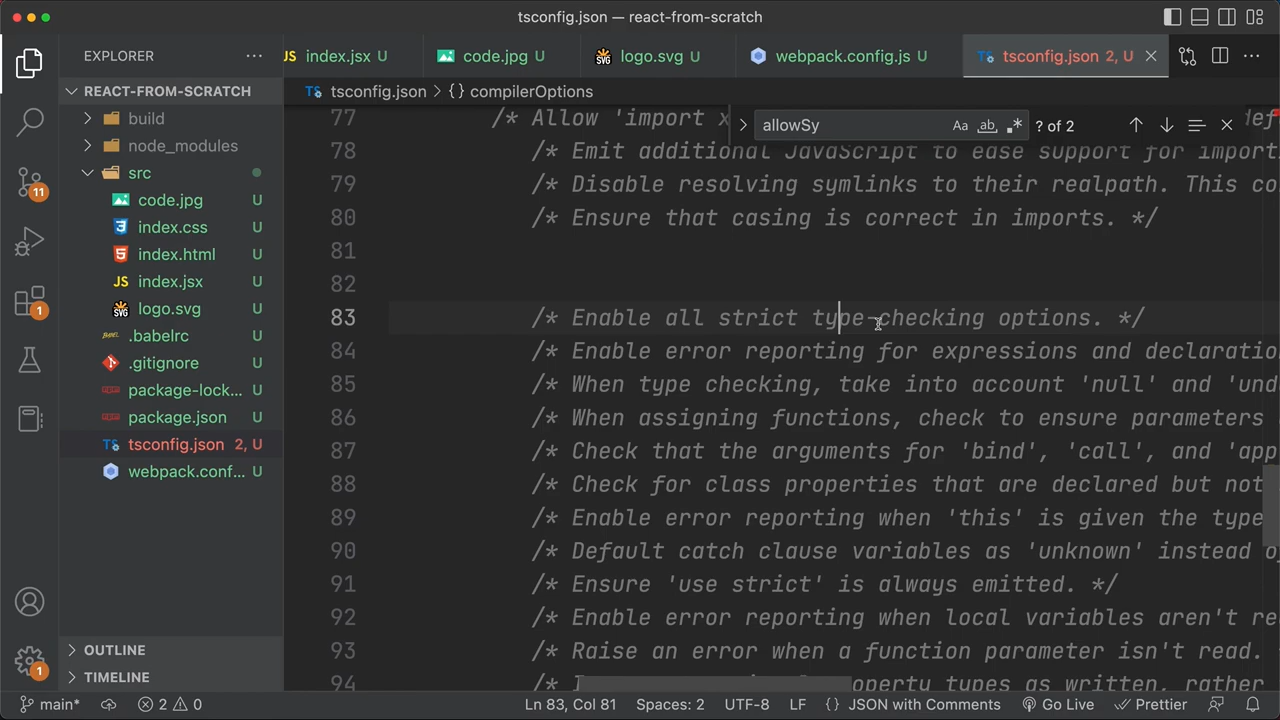 tsconfig.json — react-from-scratch
EXPLORER
index.jsx U
code.jpg U
logo.svg U
webpack.config.js U
tsconfig.json 2, U
REACT-FROM-SCRATCH
tsconfig.json > {} compilerOptions
build
node_modules
src
code.jpg U
index.css U
index.html U
index.jsx U
logo.svg U
.babelrc U
.gitignore U
package-lock... U
package.json U
tsconfig.json 2, U
webpack.conf... U
OUTLINE
TIMELINE
11
1
1
allowSy Aa ab .* ? of 2
77 /* Allow 'import x
78 /* Emit additional JavaScript to ease support for import
79 /* Disable resolving symlinks to their realpath. This co
80 /* Ensure that casing is correct in imports. */
81
82
83 /* Enable all strict type-checking options. */
84 /* Enable error reporting for expressions and declaratio
85 /* When type checking, take into account 'null' and 'und
86 /* When assigning functions, check to ensure parameters
87 /* Check that the arguments for 'bind', 'call', and 'app
88 /* Check for class properties that are declared but not
89 /* Enable error reporting when 'this' is given the type
90 /* Default catch clause variables as 'unknown' instead o
91 /* Ensure 'use strict' is always emitted. */
92 /* Enable error reporting when local variables aren't re
93 /* Raise an error when a function parameter isn't read.
94 property types as written, rather
main* 2 0 Ln 83, Col 81 Spaces: 2 UTF-8 LF {} JSON with Comments Go Live Prettier